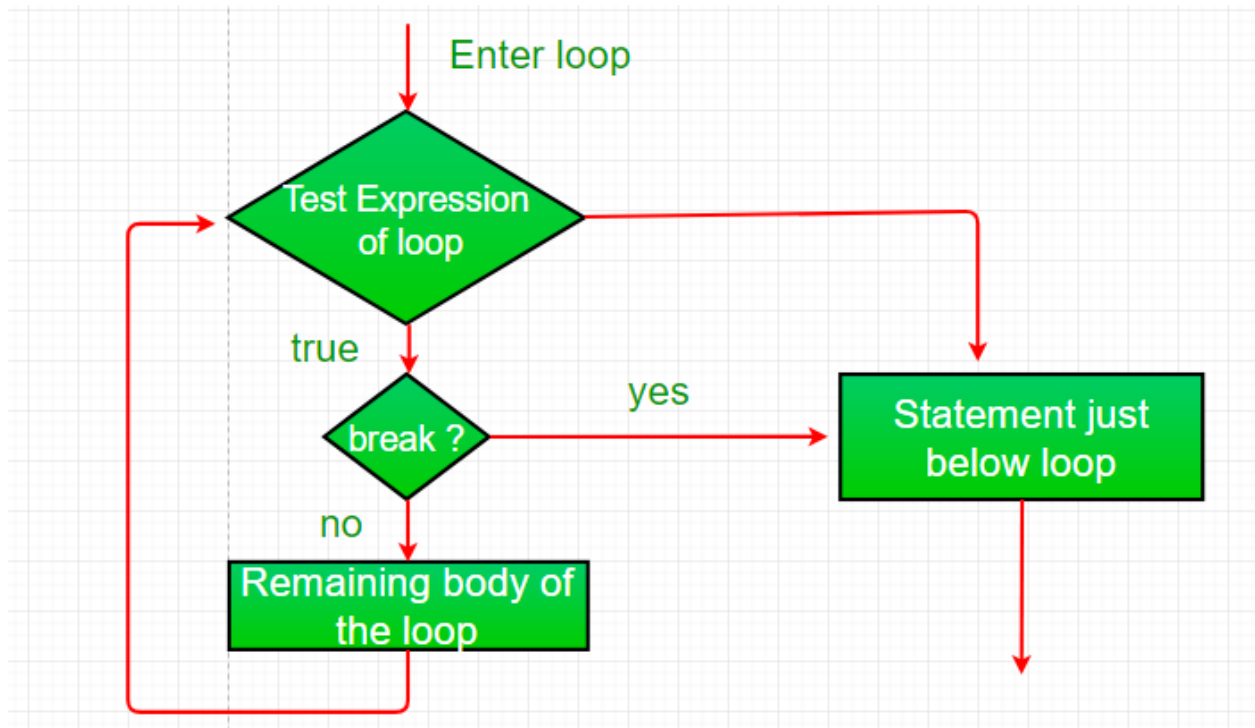 Enter loop
Test Expression
of loop
true
yes
break ?
Statement just
below loop
no
Remaining body of
the loop